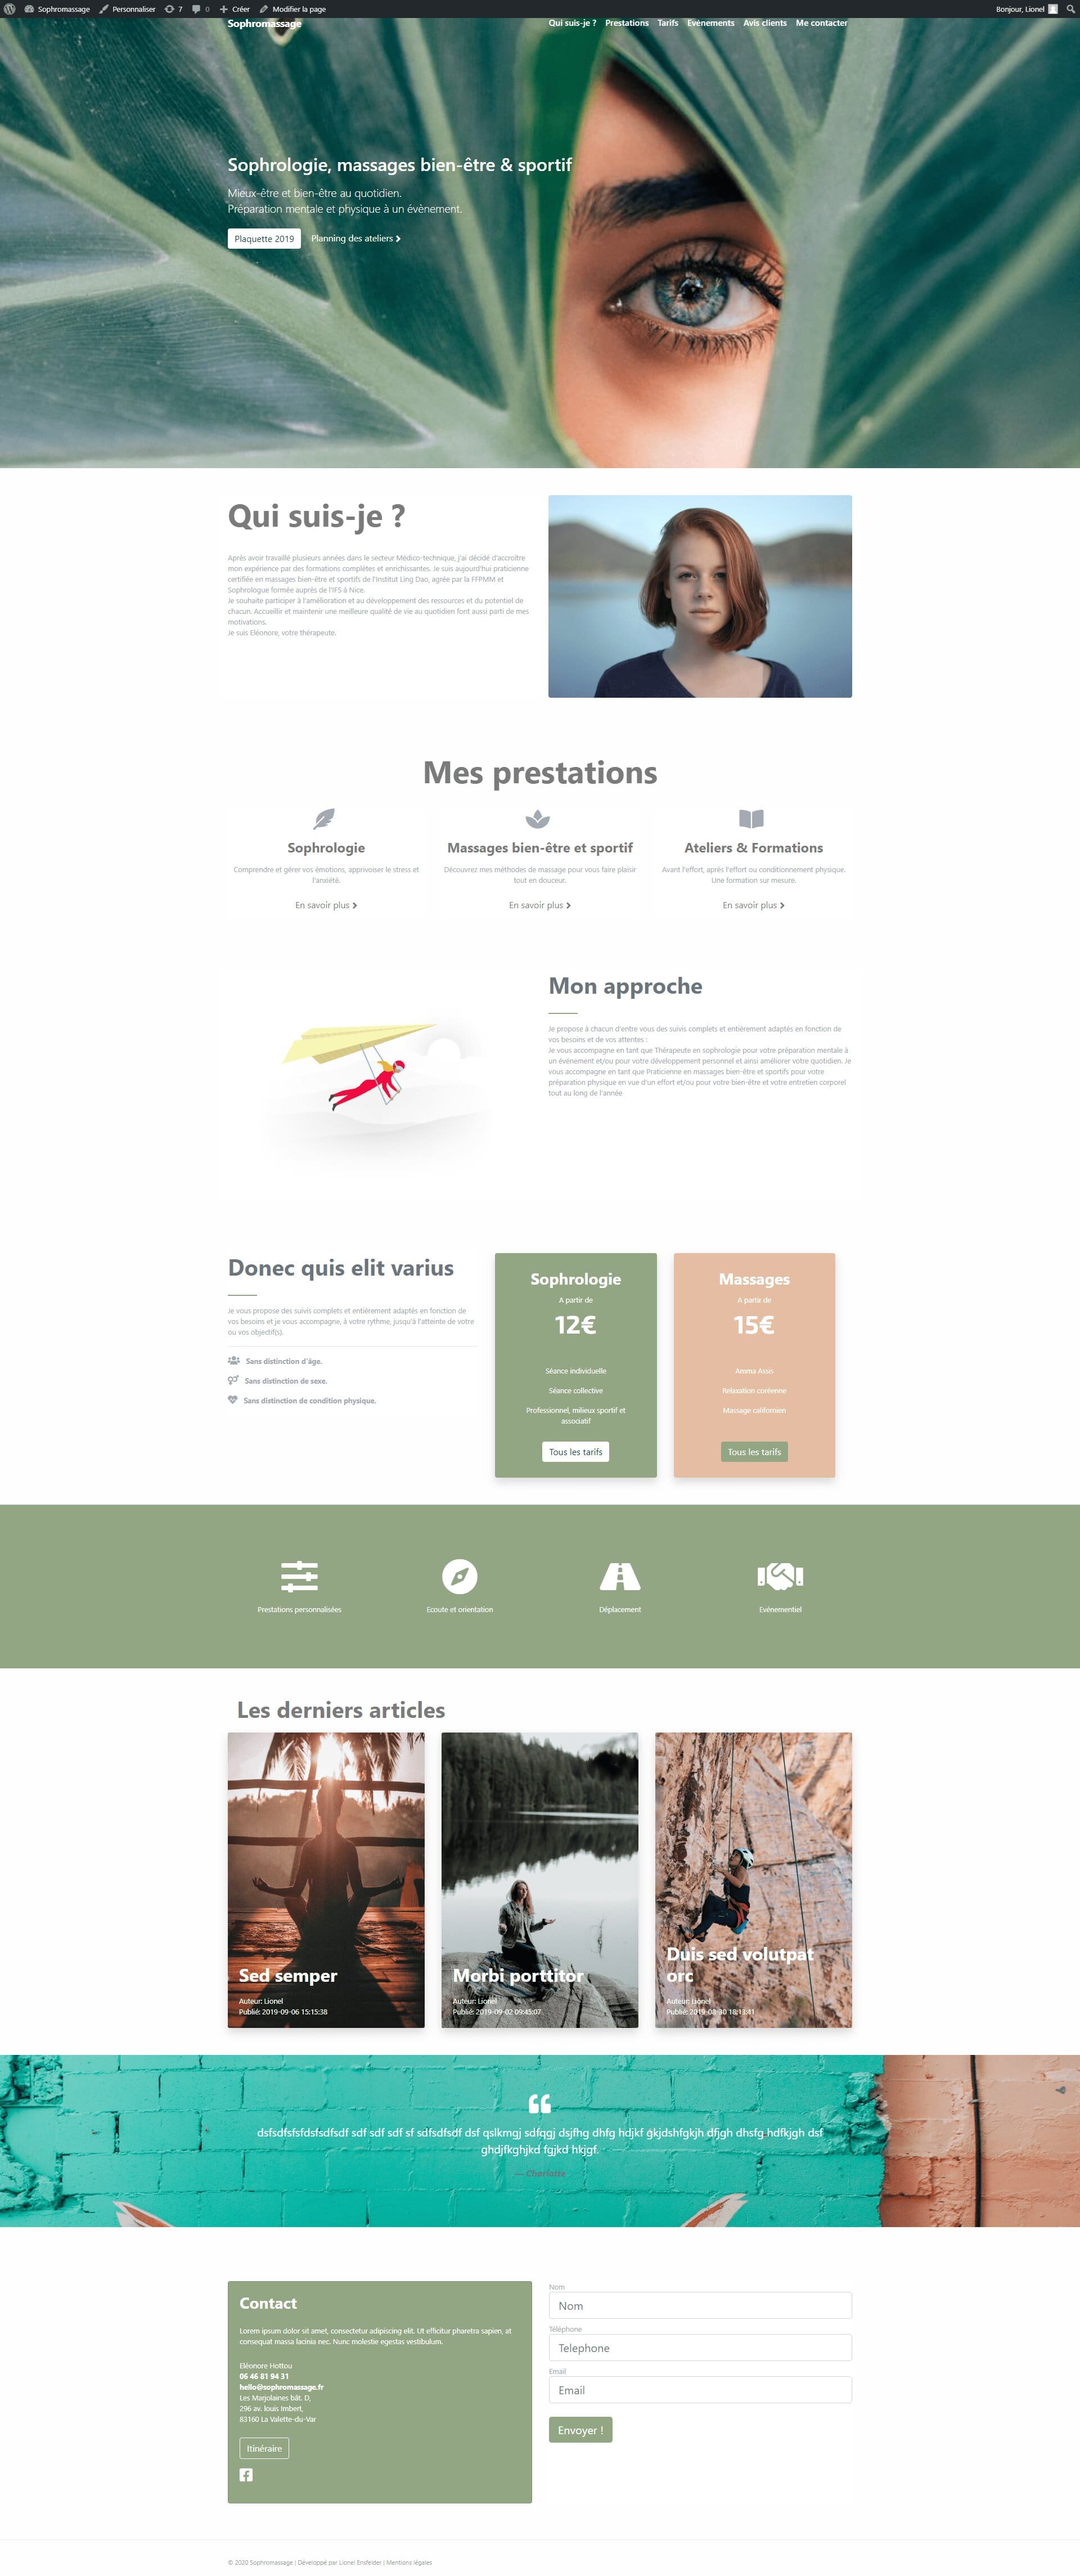 Sophromassage Personnaliser 7 0 Créer Modifier la page Bonjour, Lionel
Sophromassage
Qui suis-je ? Prestations Tarifs Evénements Avis clients Me contacter
Sophrologie, massages bien-être & sportif
Mieux-être et bien-être au quotidien.
Préparation mentale et physique à un évènement.
Plaquette 2019 Planning des ateliers
Qui suis-je ?
Après avoir travaillé plusieurs années dans le secteur Médico-technique, j'ai décidé d'accroître
mon expérience par des formations complètes et enrichissantes. Je suis aujourd'hui praticienne
certifiée en massages bien-être et sportifs de l'Institut Ling Dao, agrée par la FFPMM et
Sophrologue formée auprès de l'IFS à Nice.
Je souhaite participer à l'amélioration et au développement des ressources et du potentiel de
chacun. Accueillir et maintenir une meilleure qualité de vie au quotidien font aussi parti de mes
motivations.
Je suis Eléonore, votre thérapeute.
Mes prestations
Sophrologie
Comprendre et gérer vos émotions, apprivoiser le stress et
l'anxiété.
En savoir plus
Massages bien-être et sportif
Découvrez mes méthodes de massage pour vous faire plaisir
tout en douceur.
En savoir plus
Ateliers & Formations
Avant l'effort, après l'effort ou conditionnement physique.
Une formation sur mesure.
En savoir plus
Mon approche
Je propose à chacun d'entre vous des suivis complets et entièrement adaptés en fonction de
vos besoins et de vos attentes :
Je vous accompagne en tant que Thérapeute en sophrologie pour votre préparation mentale à
un événement et/ou pour votre développement personnel et ainsi améliorer votre quotidien. Je
vous accompagne en tant que Praticienne en massages bien-être et sportifs pour votre
préparation physique en vue d'un effort et/ou pour votre bien-être et votre entretien corporel
tout au long de l'année
Donec quis elit varius
Je vous propose des suivis complets et entièrement adaptés en fonction de
vos besoins et je vous accompagne, à votre rythme, jusqu'à l'atteinte de votre
ou vos objectif(s).
Sans distinction d'âge.
Sans distinction de sexe.
Sans distinction de condition physique.
Sophrologie
A partir de
12€
Séance individuelle
Séance collective
Professionnel, milieux sportif et
associatif
Tous les tarifs
Massages
A partir de
15€
Amma Assis
Relaxation coréenne
Massage californien
Tous les tarifs
Prestations personnalisées
Ecoute et orientation
Déplacement
Evénementiel
Les derniers articles
Sed semper
Auteur: Lionel
Publié: 2019-09-06 15:15:38
Morbi porttitor
Auteur: Lionel
Publié: 2019-09-02 09:45:07
Duis sed volutpat
orc
Auteur: Lionel
Publié: 2019-08-30 18:13:41
dsfsdfsfsfdsfsdfsdf sdf sdf sdf sf sdfsdfsdf dsf qslkmgj sdfqgj dsjfhg dhfg hdjkf gkjdshfgkjh dfjgh dhsfg hdfkjgh dsf
ghdjfkghjkd fgjkd hkjgf.
— Charlotte
Contact
Lorem ipsum dolor sit amet, consectetur adipiscing elit. Ut efficitur pharetra sapien, at
consequat massa lacinia nec. Nunc molestie egestas vestibulum.
Eléonore Hottou
06 46 81 94 31
hello@sophromassage.fr
Les Marjolaines bât. D,
296 av. louis Imbert,
83160 La Valette-du-Var
Itinéraire
Nom
Nom
Téléphone
Telephone
Email
Email
Envoyer !
© 2020 Sophromassage | Développé par Lionel Ensfelder | Mentions légales